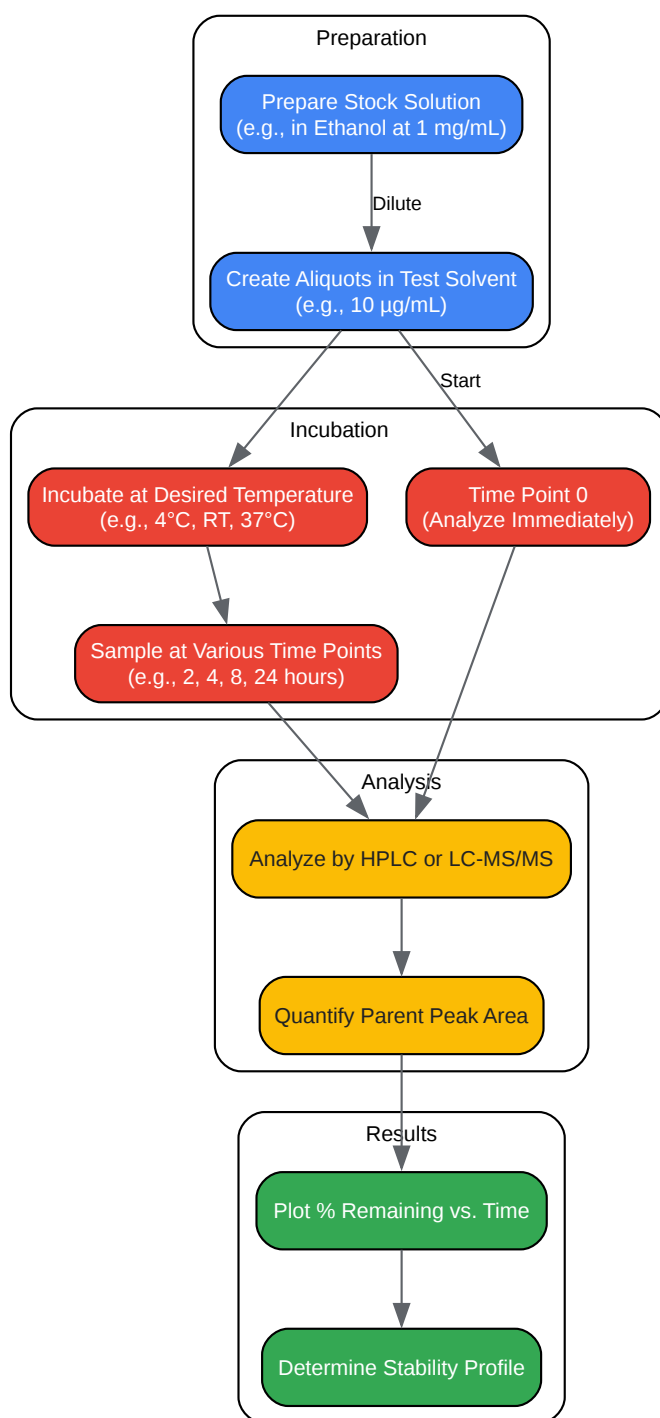 Preparation
Prepare Stock Solution
(e.g., in Ethanol at 1 mg/mL)
Dilute
Create Aliquots in Test Solvent
(e.g., 10 µg/mL)
Start
Incubation
Incubate at Desired Temperature
(e.g., 4°C, RT, 37°C)
Time Point 0
(Analyze Immediately)
Sample at Various Time Points
(e.g., 2, 4, 8, 24 hours)
Analysis
Analyze by HPLC or LC-MS/MS
Quantify Parent Peak Area
Results
Plot % Remaining vs. Time
Determine Stability Profile